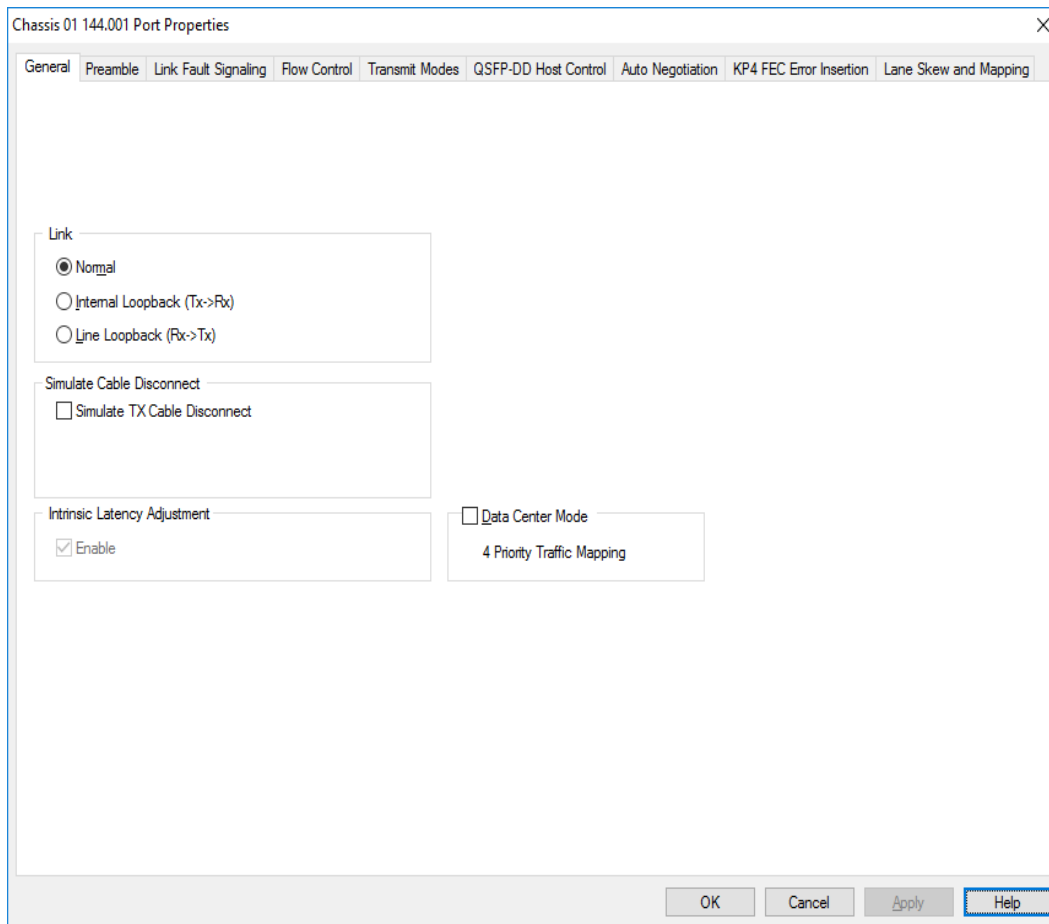 Chassis 01 144.001 Port Properties
General Preamble Link Fault Signaling Flow Control Transmit Modes QSFP-DD Host Control Auto Negotiation KP4 FEC Error Insertion Lane Skew and Mapping
Link
Normal
Internal Loopback (Tx->Rx)
Line Loopback (Rx->Tx)
Simulate Cable Disconnect
Simulate TX Cable Disconnect
Intrinsic Latency Adjustment
Enable
Data Center Mode
4 Priority Traffic Mapping
OK Cancel Apply Help